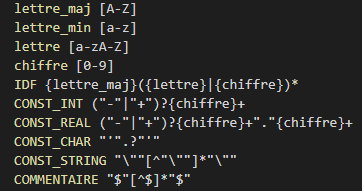 lettre_maj [A-Z]
lettre_min [a-z]
lettre [a-zA-Z]
chiffre [0-9]
IDF {lettre_maj}({lettre}|{chiffre})*
CONST_INT ("-"|"+")?{chiffre}+
CONST_REAL ("-"|"+")?{chiffre}+"."{chiffre}+
CONST_CHAR "'".?"'"
CONST_STRING "\""[^"\""]*"\""
COMMENTAIRE "$"[^$]*"$"